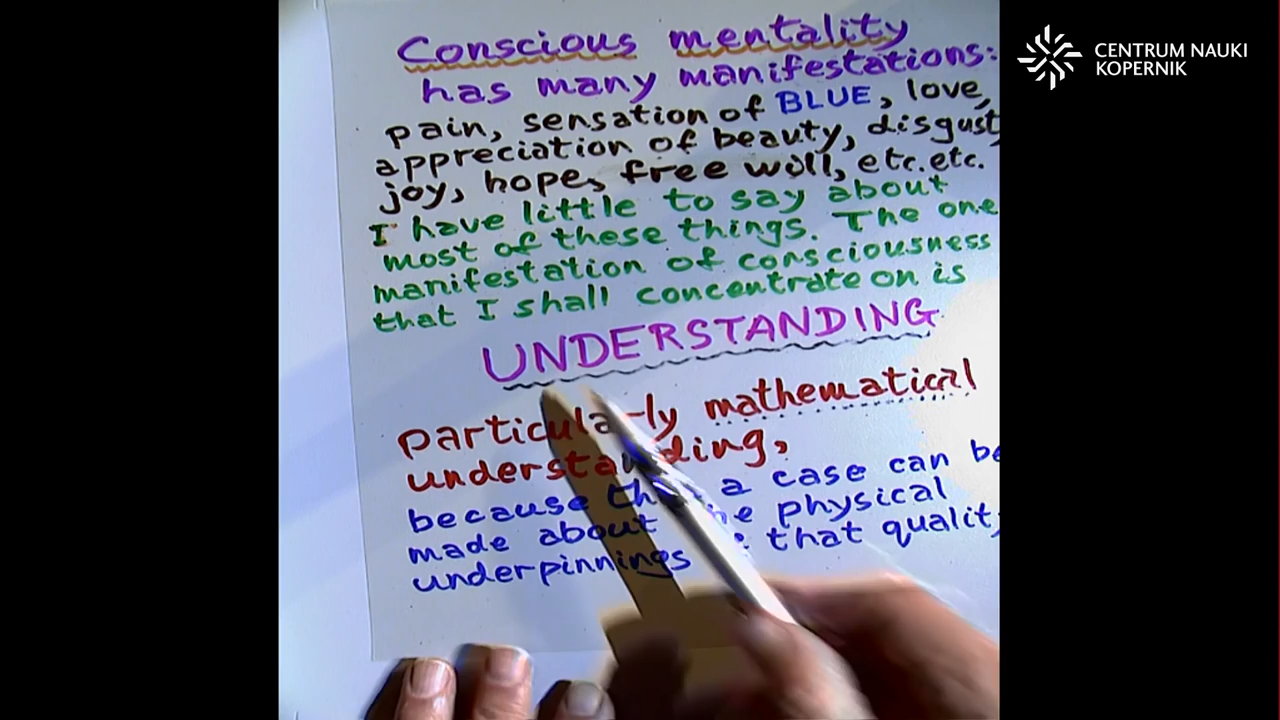 Conscious mentality
has many manifestations:
pain, sensation of BLUE, love,
appreciation of beauty, disgust,
joy, hope, free will, etc. etc.
I have little to say about
most of these things. The one
manifestation of consciousness
that I shall concentrate on is
UNDERSTANDING
particularly mathematical
understanding,
because a case can be
made about physical
underpinnings that quality
CENTRUM NAUKI
KOPERNIK